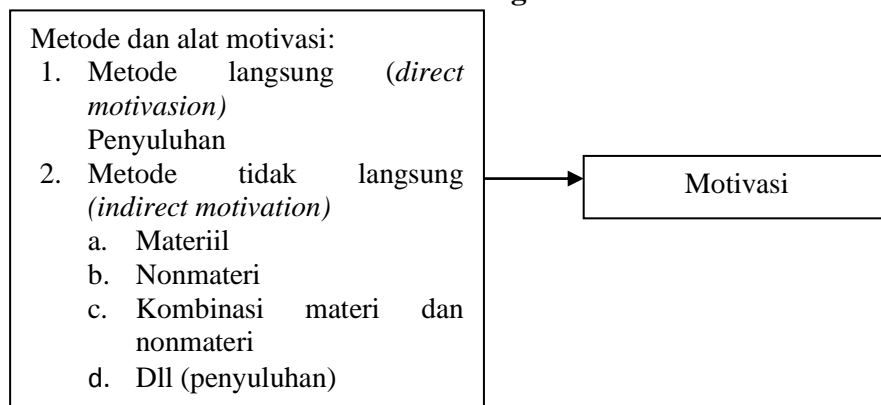 Metode dan alat motivasi:
1. Metode langsung (direct
motivasion)
Penyuluhan
2. Metode tidak langsung
(indirect motivation)
a. Materiil
b. Nonmateri
c. Kombinasi materi dan
nonmateri
d. Dll (penyuluhan)
Motivasi